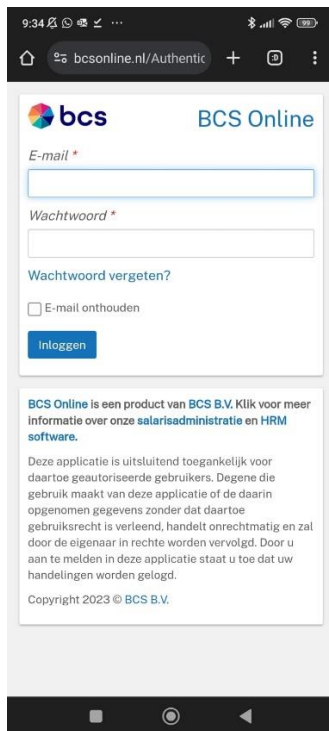 9:34
99
bcsonline.nl/Authentic
:D
bcs
BCS Online
E-mail *
Wachtwoord *
Wachtwoord vergeten?
E-mail onthouden
Inloggen
BCS Online is een product van BCS B.V. Klik voor meer
informatie over onze salarisadministratie en HRM
software.
Deze applicatie is uitsluitend toegankelijk voor
daartoe geautoriseerde gebruikers. Degene die
gebruik maakt van deze applicatie of de daarin
opgenomen gegevens zonder dat daartoe
gebruiksrecht is verleend, handelt onrechtmatig en zal
door de eigenaar in rechte worden vervolgd. Door u
aan te melden in deze applicatie staat u toe dat uw
handelingen worden gelogd.
Copyright 2023 © BCS B.V.